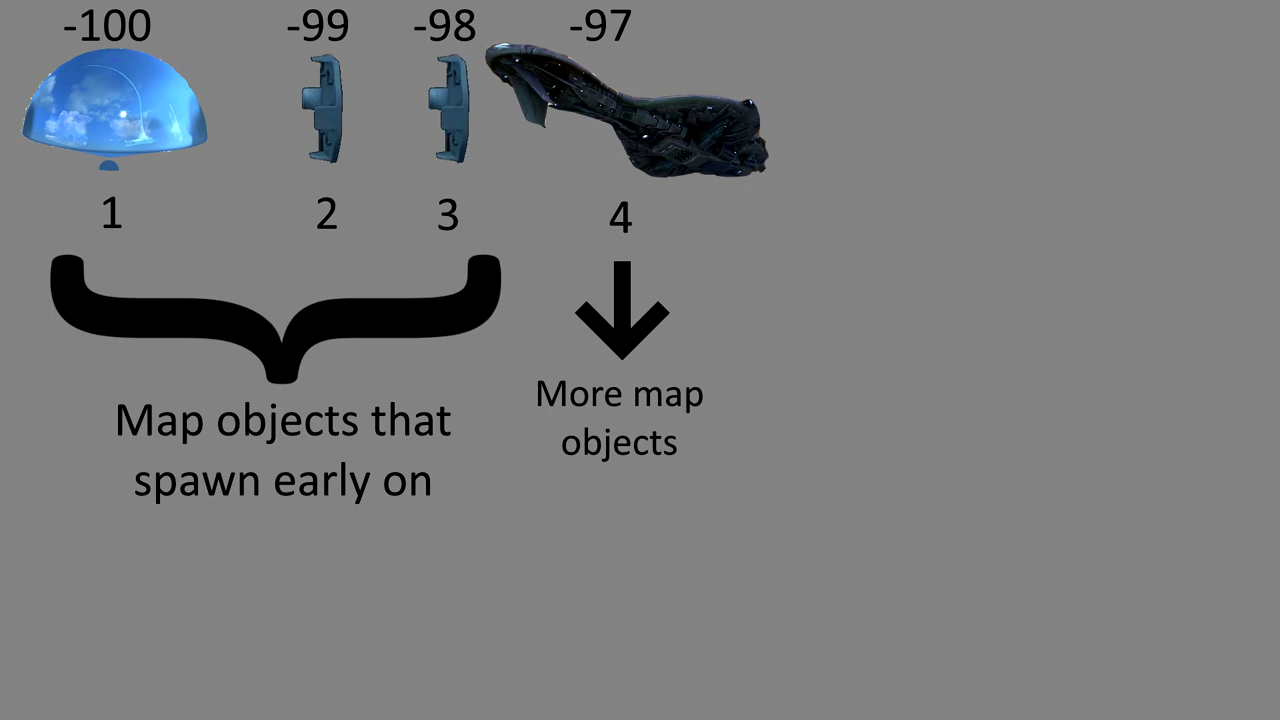 -100
-99
-98
-97
1
2
3
4
Map objects that
spawn early on
More map
objects